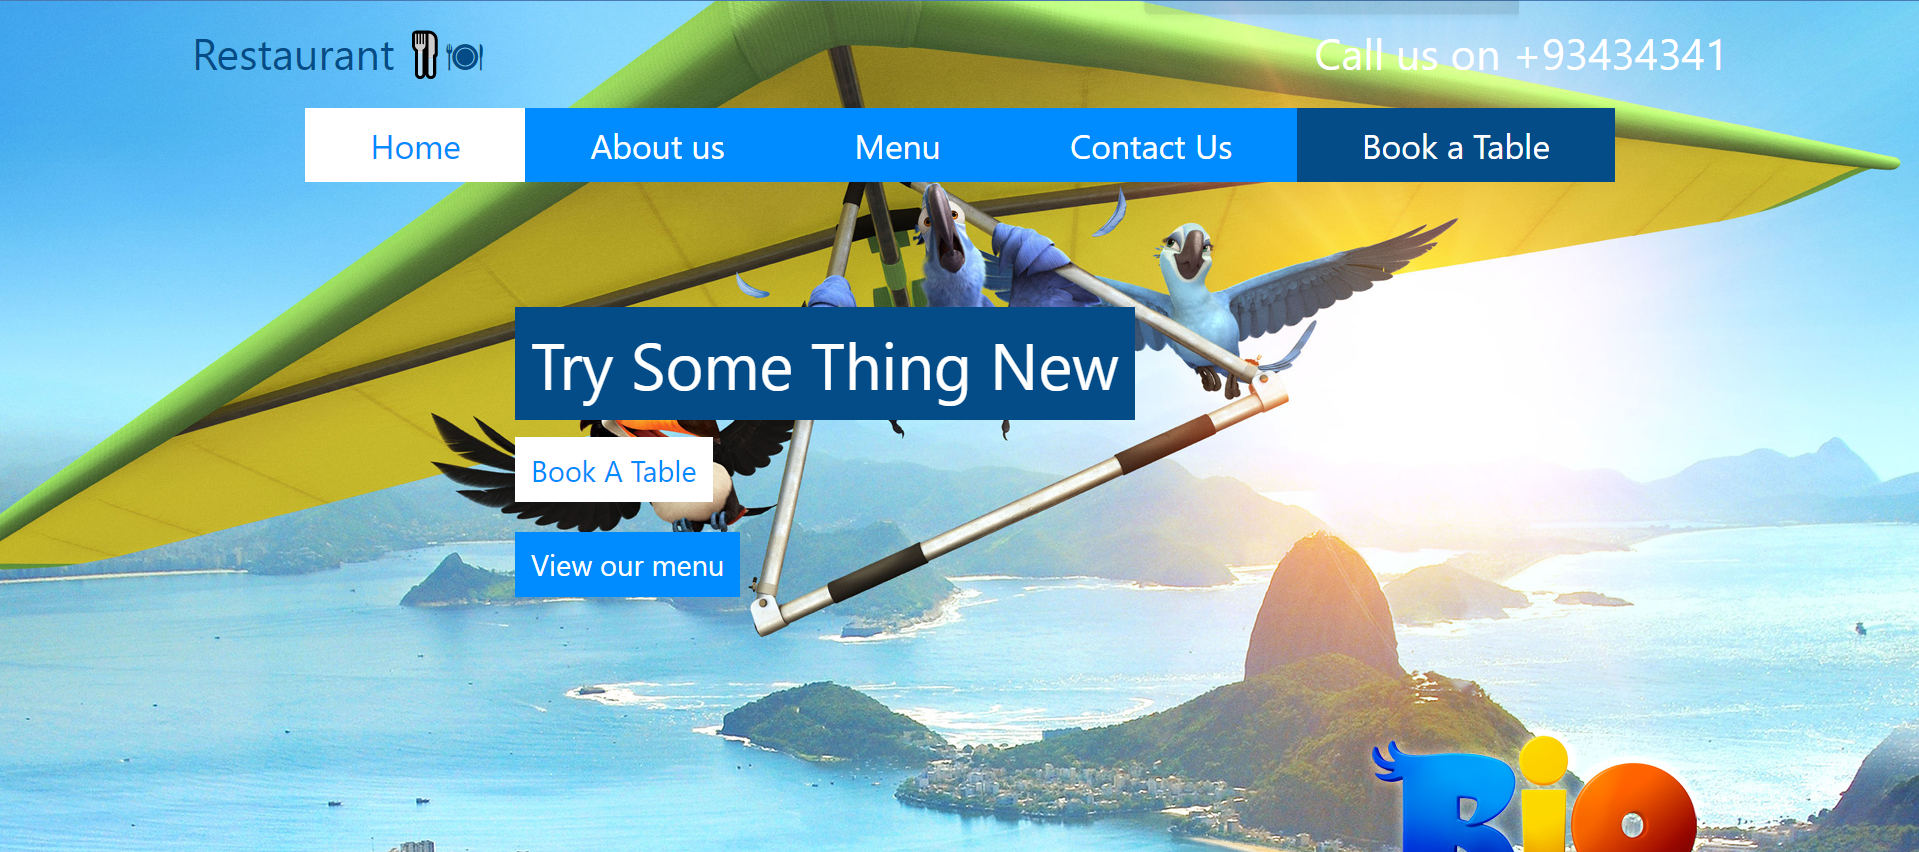 Restaurant
Call us on +93434341
Home
About us
Menu
Contact Us
Book a Table
Try Some Thing New
Book A Table
View our menu
Rio